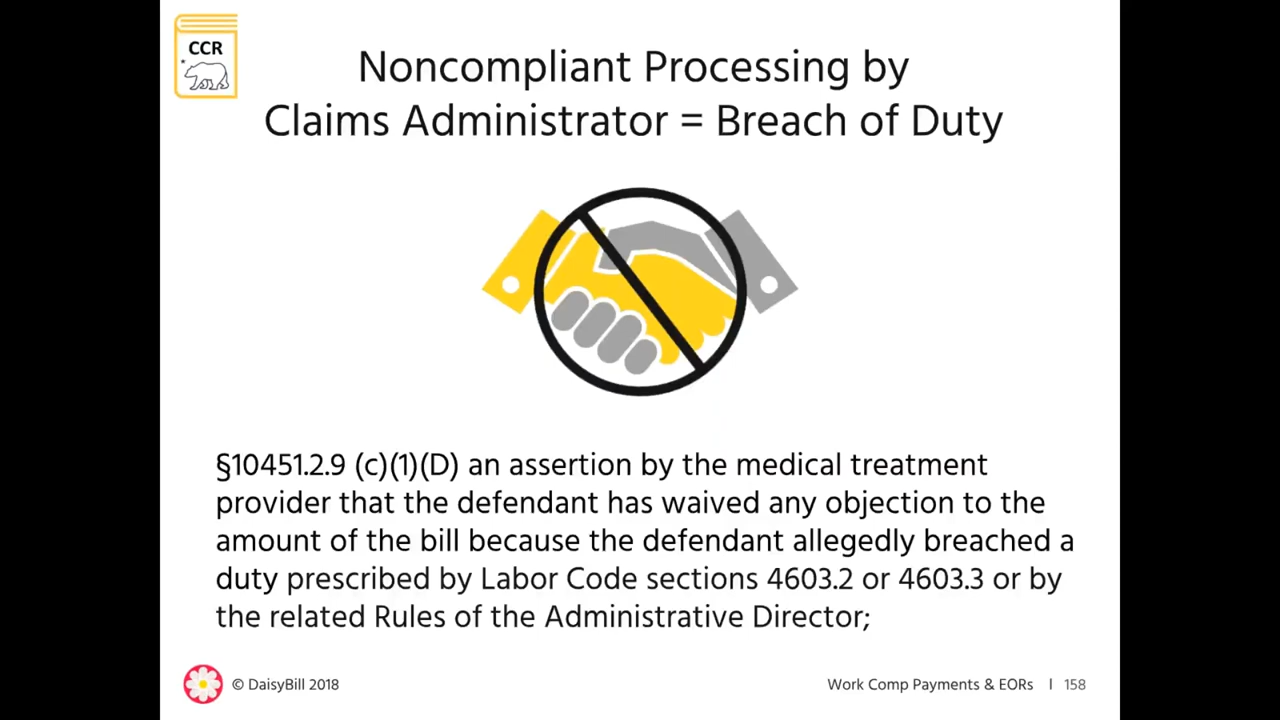 CCR
Noncompliant Processing by
Claims Administrator = Breach of Duty
§10451.2.9 (c)(1)(D) an assertion by the medical treatment
provider that the defendant has waived any objection to the
amount of the bill because the defendant allegedly breached a
duty prescribed by Labor Code sections 4603.2 or 4603.3 or by
the related Rules of the Administrative Director;
© DaisyBill 2018
Work Comp Payments & EORs | 158